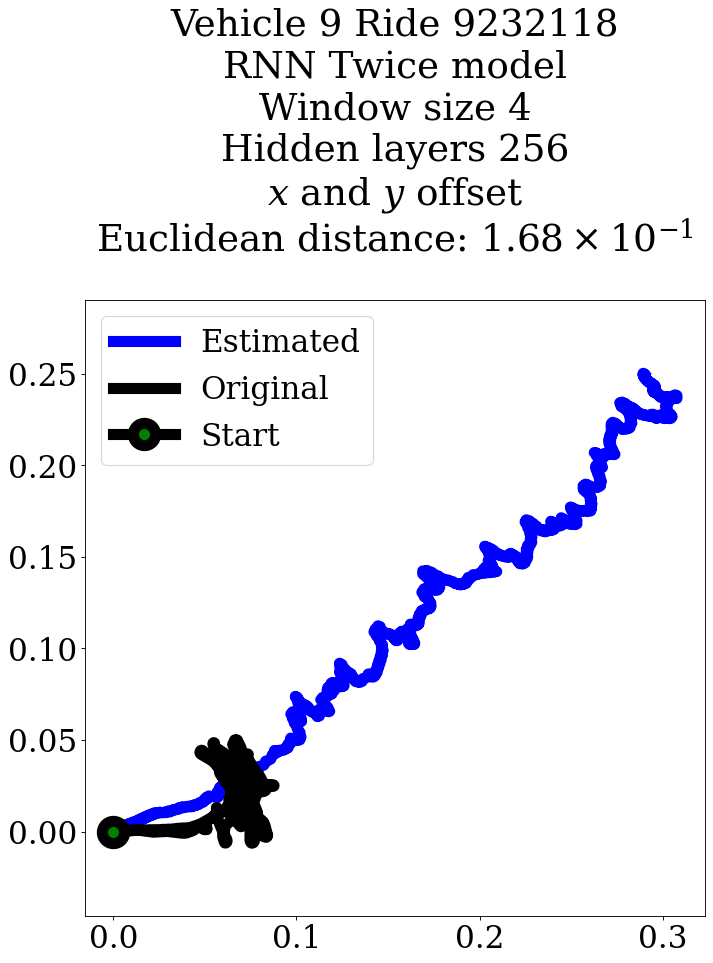 Vehicle 9 Ride 9232118
RNN Twice model
Window size 4
Hidden layers 256
x and y offset
Euclidean distance: 1.68 × 10⁻¹
Estimated
Original
Start
0.25
0.20
0.15
0.10
0.05
0.00
0.0 0.1 0.2 0.3